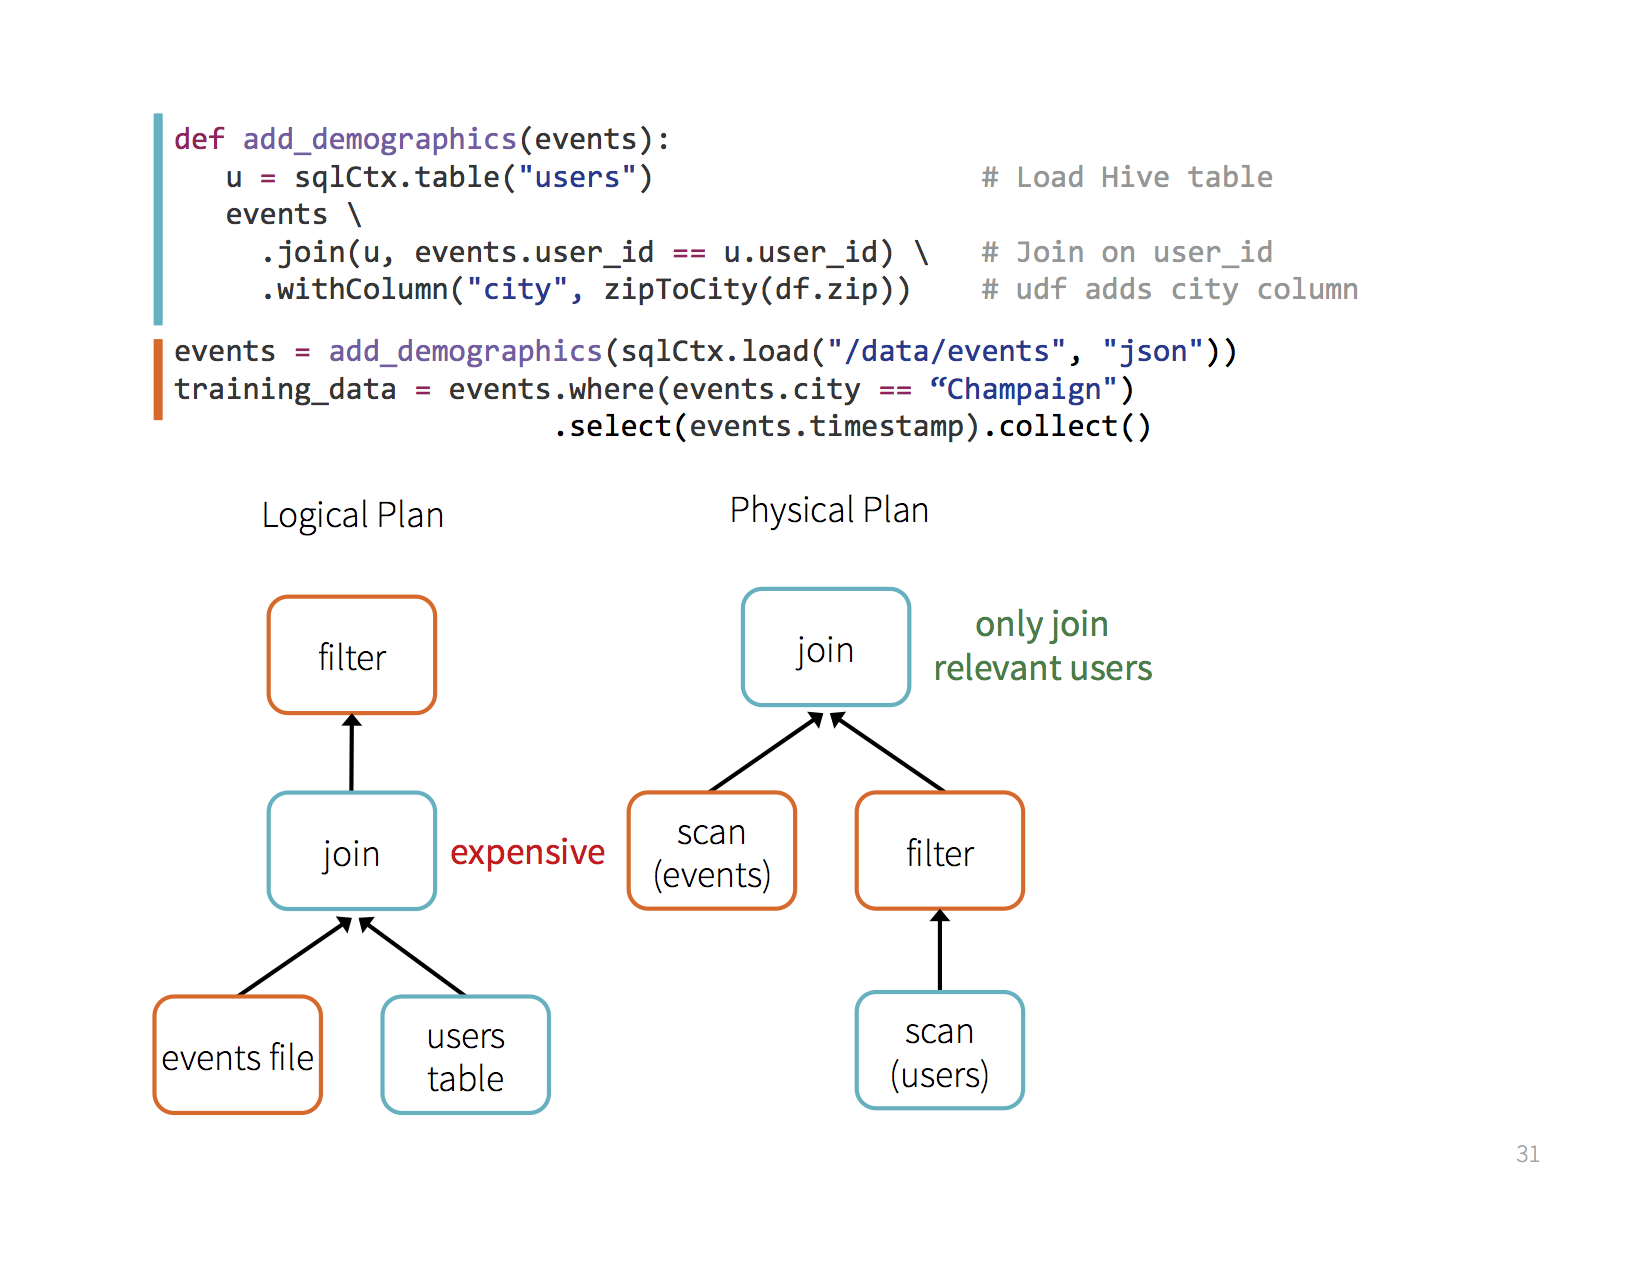 def add_demographics(events):
u = sqlCtx.table("users") # Load Hive table
events \
.join(u, events.user_id == u.user_id) \ # Join on user_id
.withColumn("city", zipToCity(df.zip)) # udf adds city column
events = add_demographics(sqlCtx.load("/data/events", "json"))
training_data = events.where(events.city == “Champaign")
.select(events.timestamp).collect()
Logical Plan
Physical Plan
filter
join
expensive
events file
users
table
join
only join
relevant users
scan
(events)
filter
scan
(users)
31